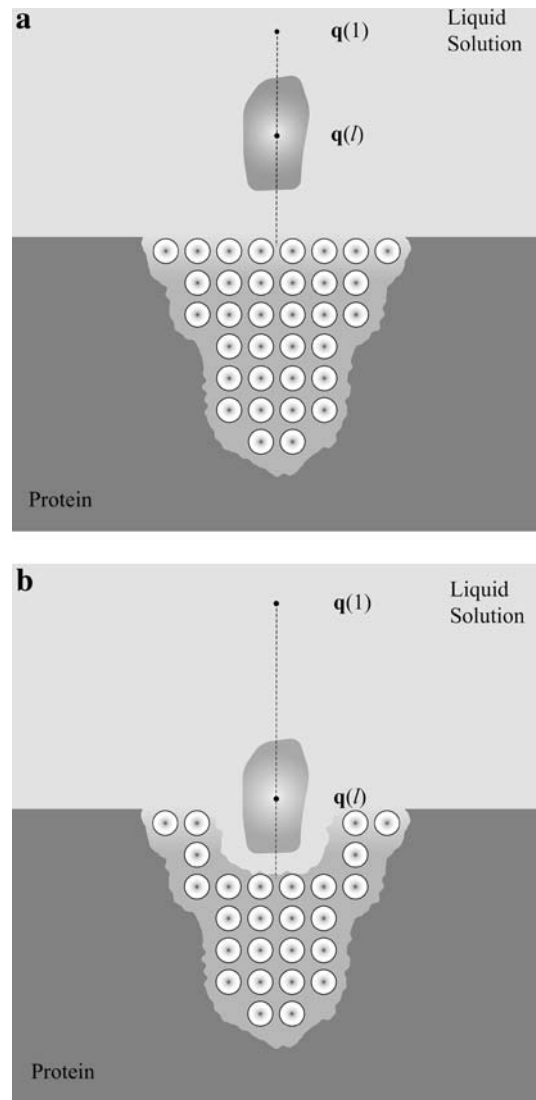 a
q(1)
Liquid
Solution
q(l)
Protein
b
q(1)
Liquid
Solution
q(l)
Protein